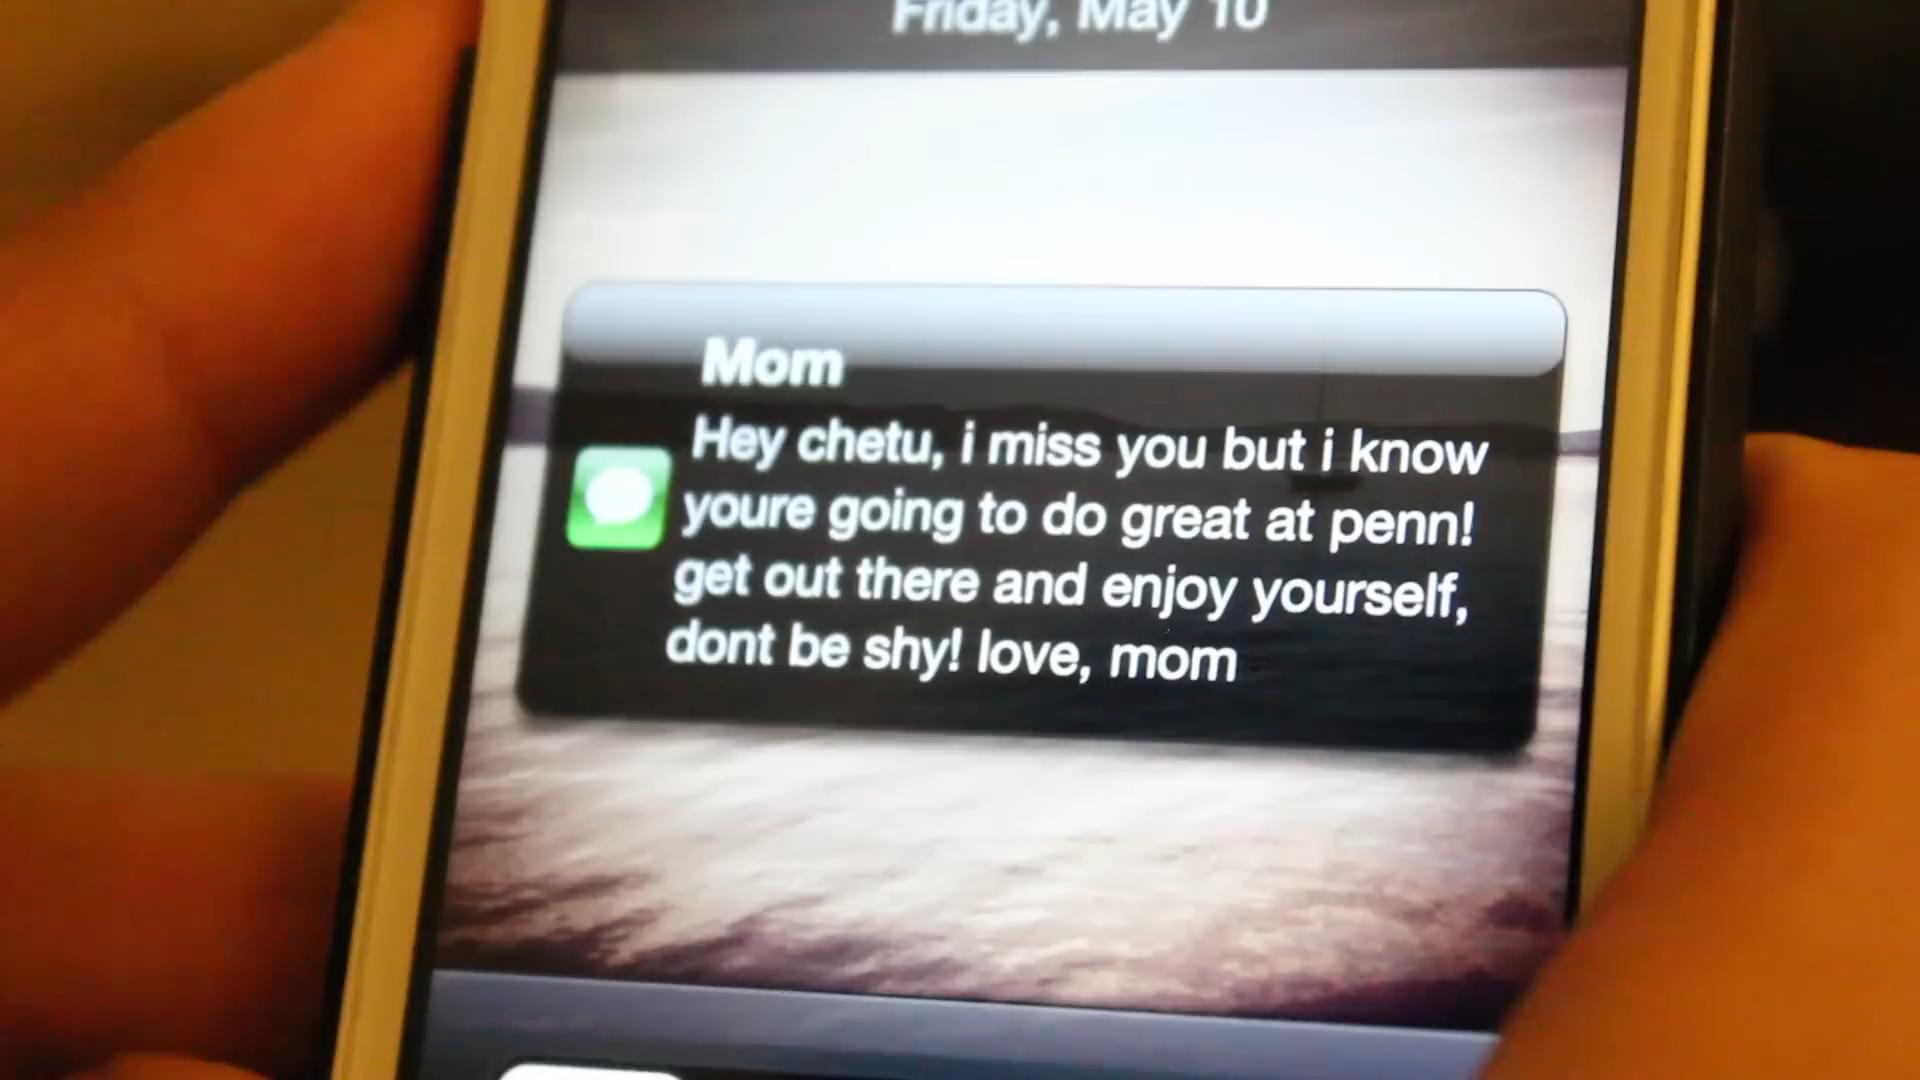 Friday, May 10
Mom
Hey chetu, i miss you but i know
youre going to do great at penn!
get out there and enjoy yourself,
dont be shy! love, mom